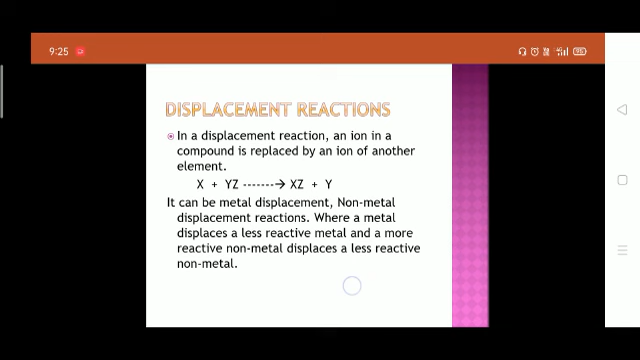 9:25
95
DISPLACEMENT REACTIONS
In a displacement reaction, an ion in a
compound is replaced by an ion of another
element.
X + YZ -------→ XZ + Y
It can be metal displacement, Non-metal
displacement reactions. Where a metal
displaces a less reactive metal and a more
reactive non-metal displaces a less reactive
non-metal.